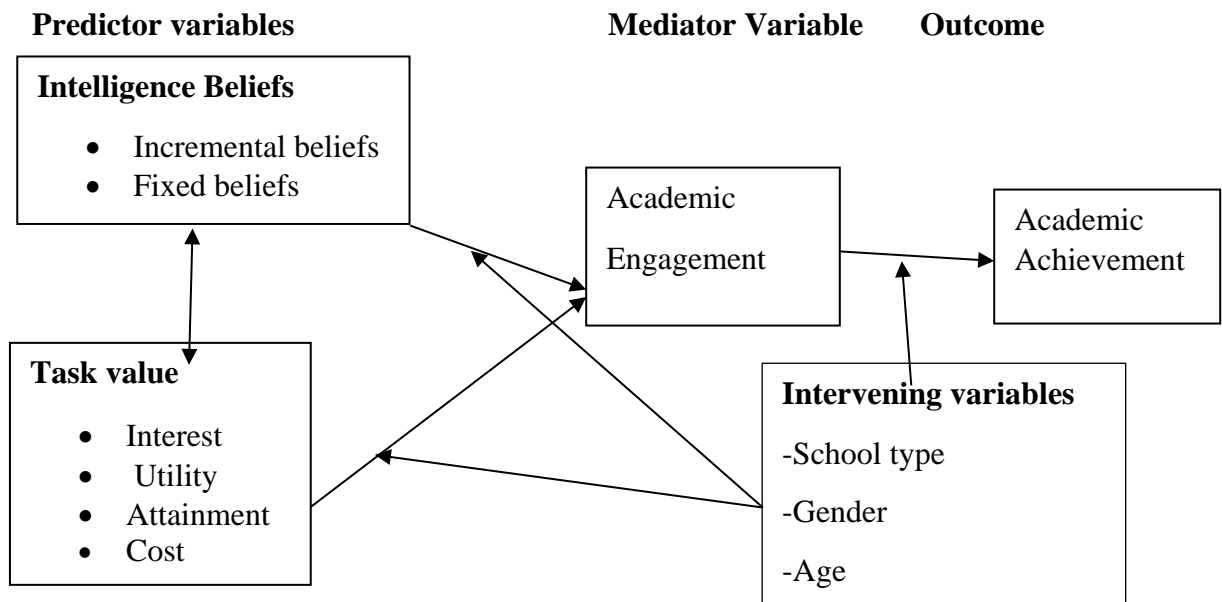 Predictor variables
Mediator Variable
Outcome
Intelligence Beliefs
• Incremental beliefs
• Fixed beliefs
Task value
• Interest
• Utility
• Attainment
• Cost
Academic
Engagement
Academic
Achievement
Intervening variables
-School type
-Gender
-Age